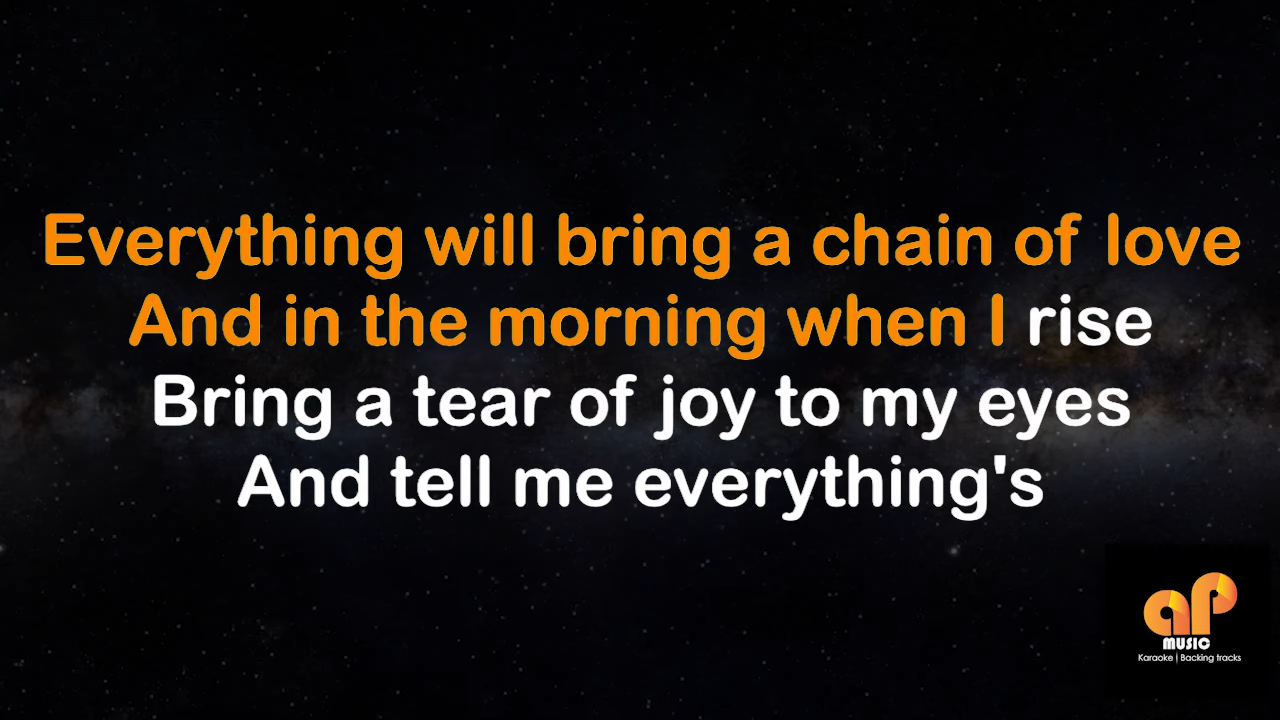 Everything will bring a chain of love
And in the morning when I rise
Bring a tear of joy to my eyes
And tell me everything's
ap
MUSIC
Karaoke | Backing tracks